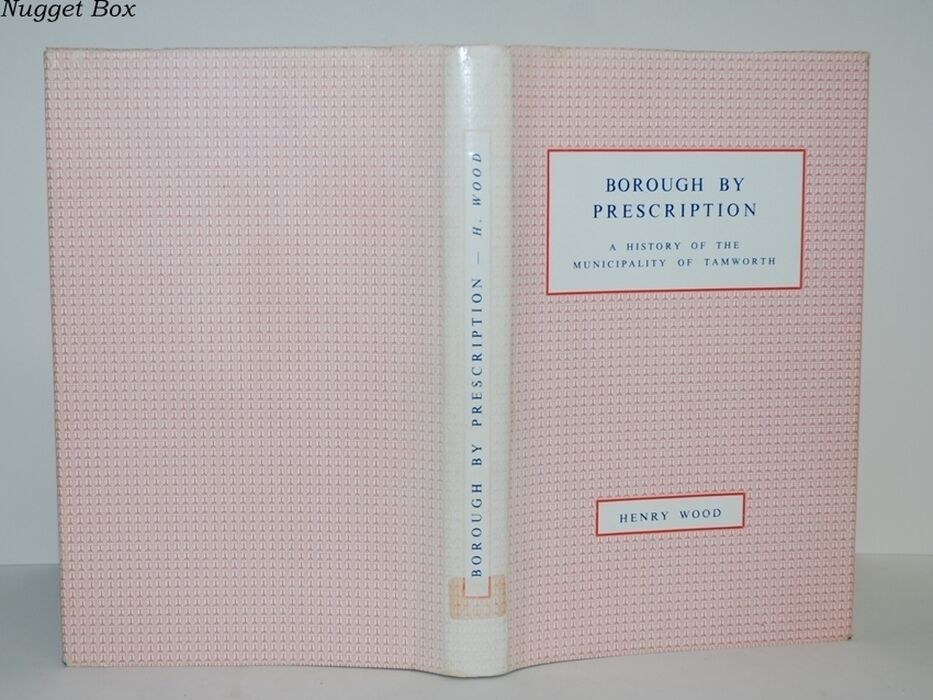 Nugget Box
BOROUGH BY PRESCRIPTION — H. WOOD
BOROUGH BY
PRESCRIPTION
A HISTORY OF THE
MUNICIPALITY OF TAMWORTH
HENRY WOOD